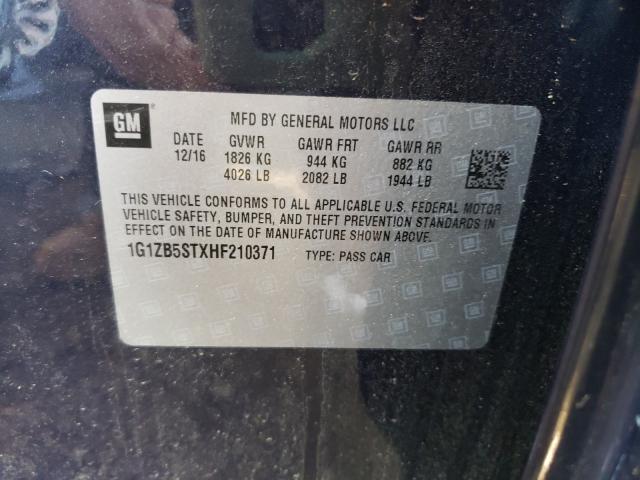 GM
MFD BY GENERAL MOTORS LLC
DATE GVWR GAWR FRT GAWR RR
12/16 1826 KG 944 KG 882 KG
4026 LB 2082 LB 1944 LB
THIS VEHICLE CONFORMS TO ALL APPLICABLE U.S. FEDERAL MOTOR
VEHICLE SAFETY, BUMPER, AND THEFT PREVENTION STANDARDS IN
EFFECT ON THE DATE OF MANUFACTURE SHOWN ABOVE.
1G1ZB5STXHF210371 TYPE: PASS CAR